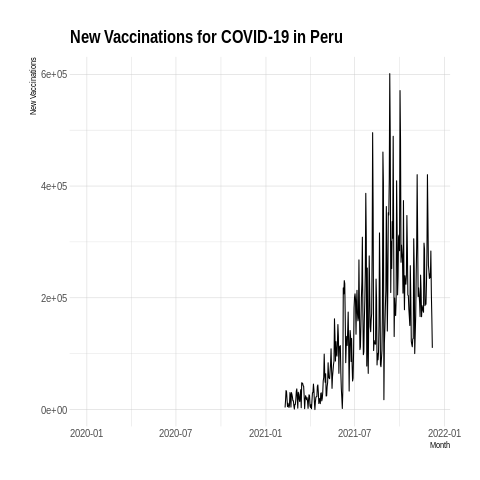 New Vaccinations for COVID-19 in Peru
New Vaccinations
6e+05
4e+05
2e+05
0e+00
2020-01 2020-07 2021-01 2021-07 2022-01
Month